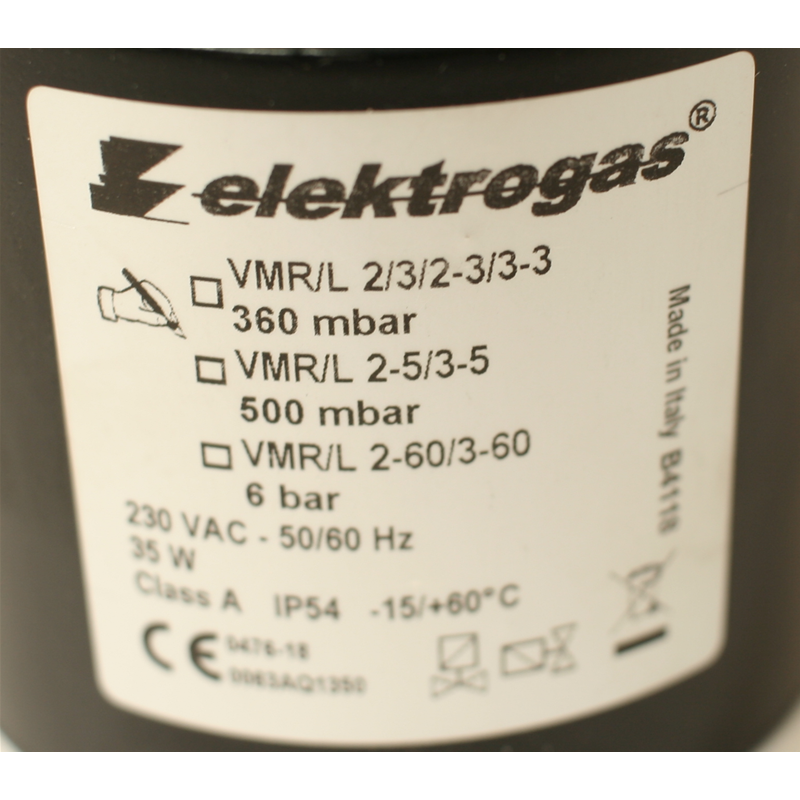 elektrogas®
VMR/L 2/3/2-3/3-3
360 mbar
VMR/L 2-5/3-5
500 mbar
VMR/L 2-60/3-60
6 bar
230 VAC - 50/60 Hz
35 W
Class A IP54 -15/+60°C
CE 0476-18
0063AQ1350
Made in Italy B4118